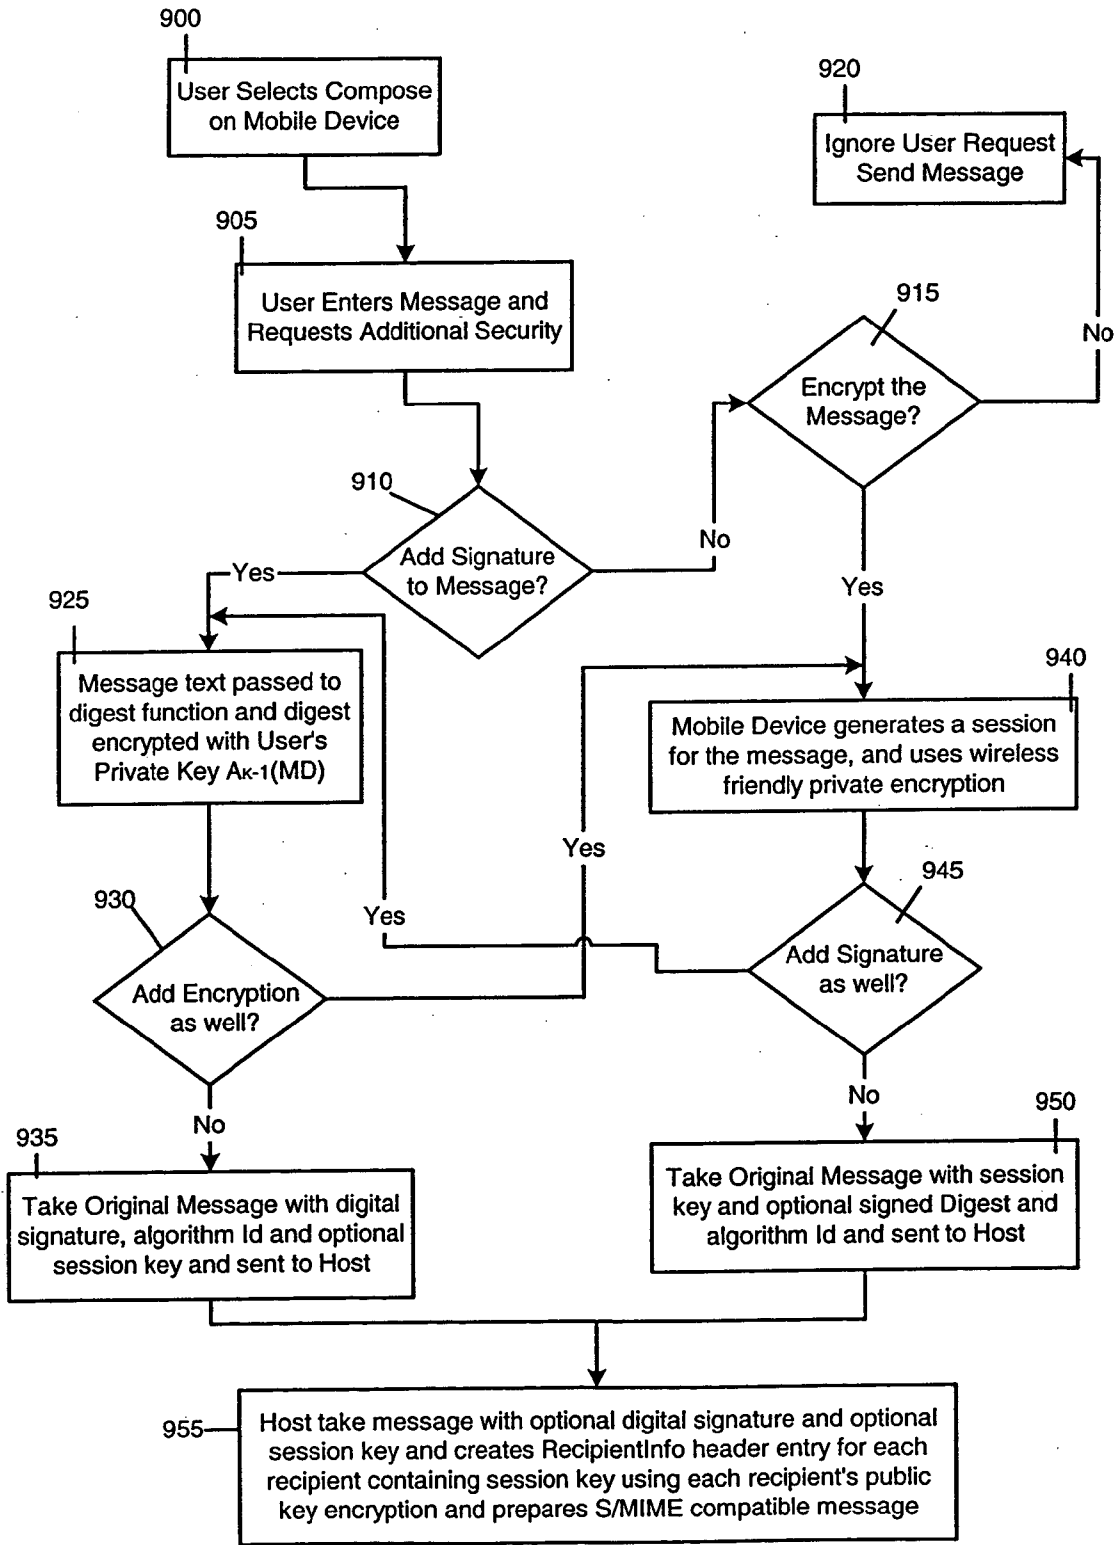 900
User Selects Compose
on Mobile Device
920
Ignore User Request
Send Message
905
User Enters Message and
Requests Additional Security
915
Encrypt the
Message?
No
910
Add Signature
to Message?
No
Yes
Yes
925
Message text passed to
digest function and digest
encrypted with User's
Private Key AK-1(MD)
940
Mobile Device generates a session
for the message, and uses wireless
friendly private encryption
Yes
930
Add Encryption
as well?
Yes
945
Add Signature
as well?
No
No
935
Take Original Message with digital
signature, algorithm Id and optional
session key and sent to Host
950
Take Original Message with session
key and optional signed Digest and
algorithm Id and sent to Host
955
Host take message with optional digital signature and optional
session key and creates RecipientInfo header entry for each
recipient containing session key using each recipient's public
key encryption and prepares S/MIME compatible message